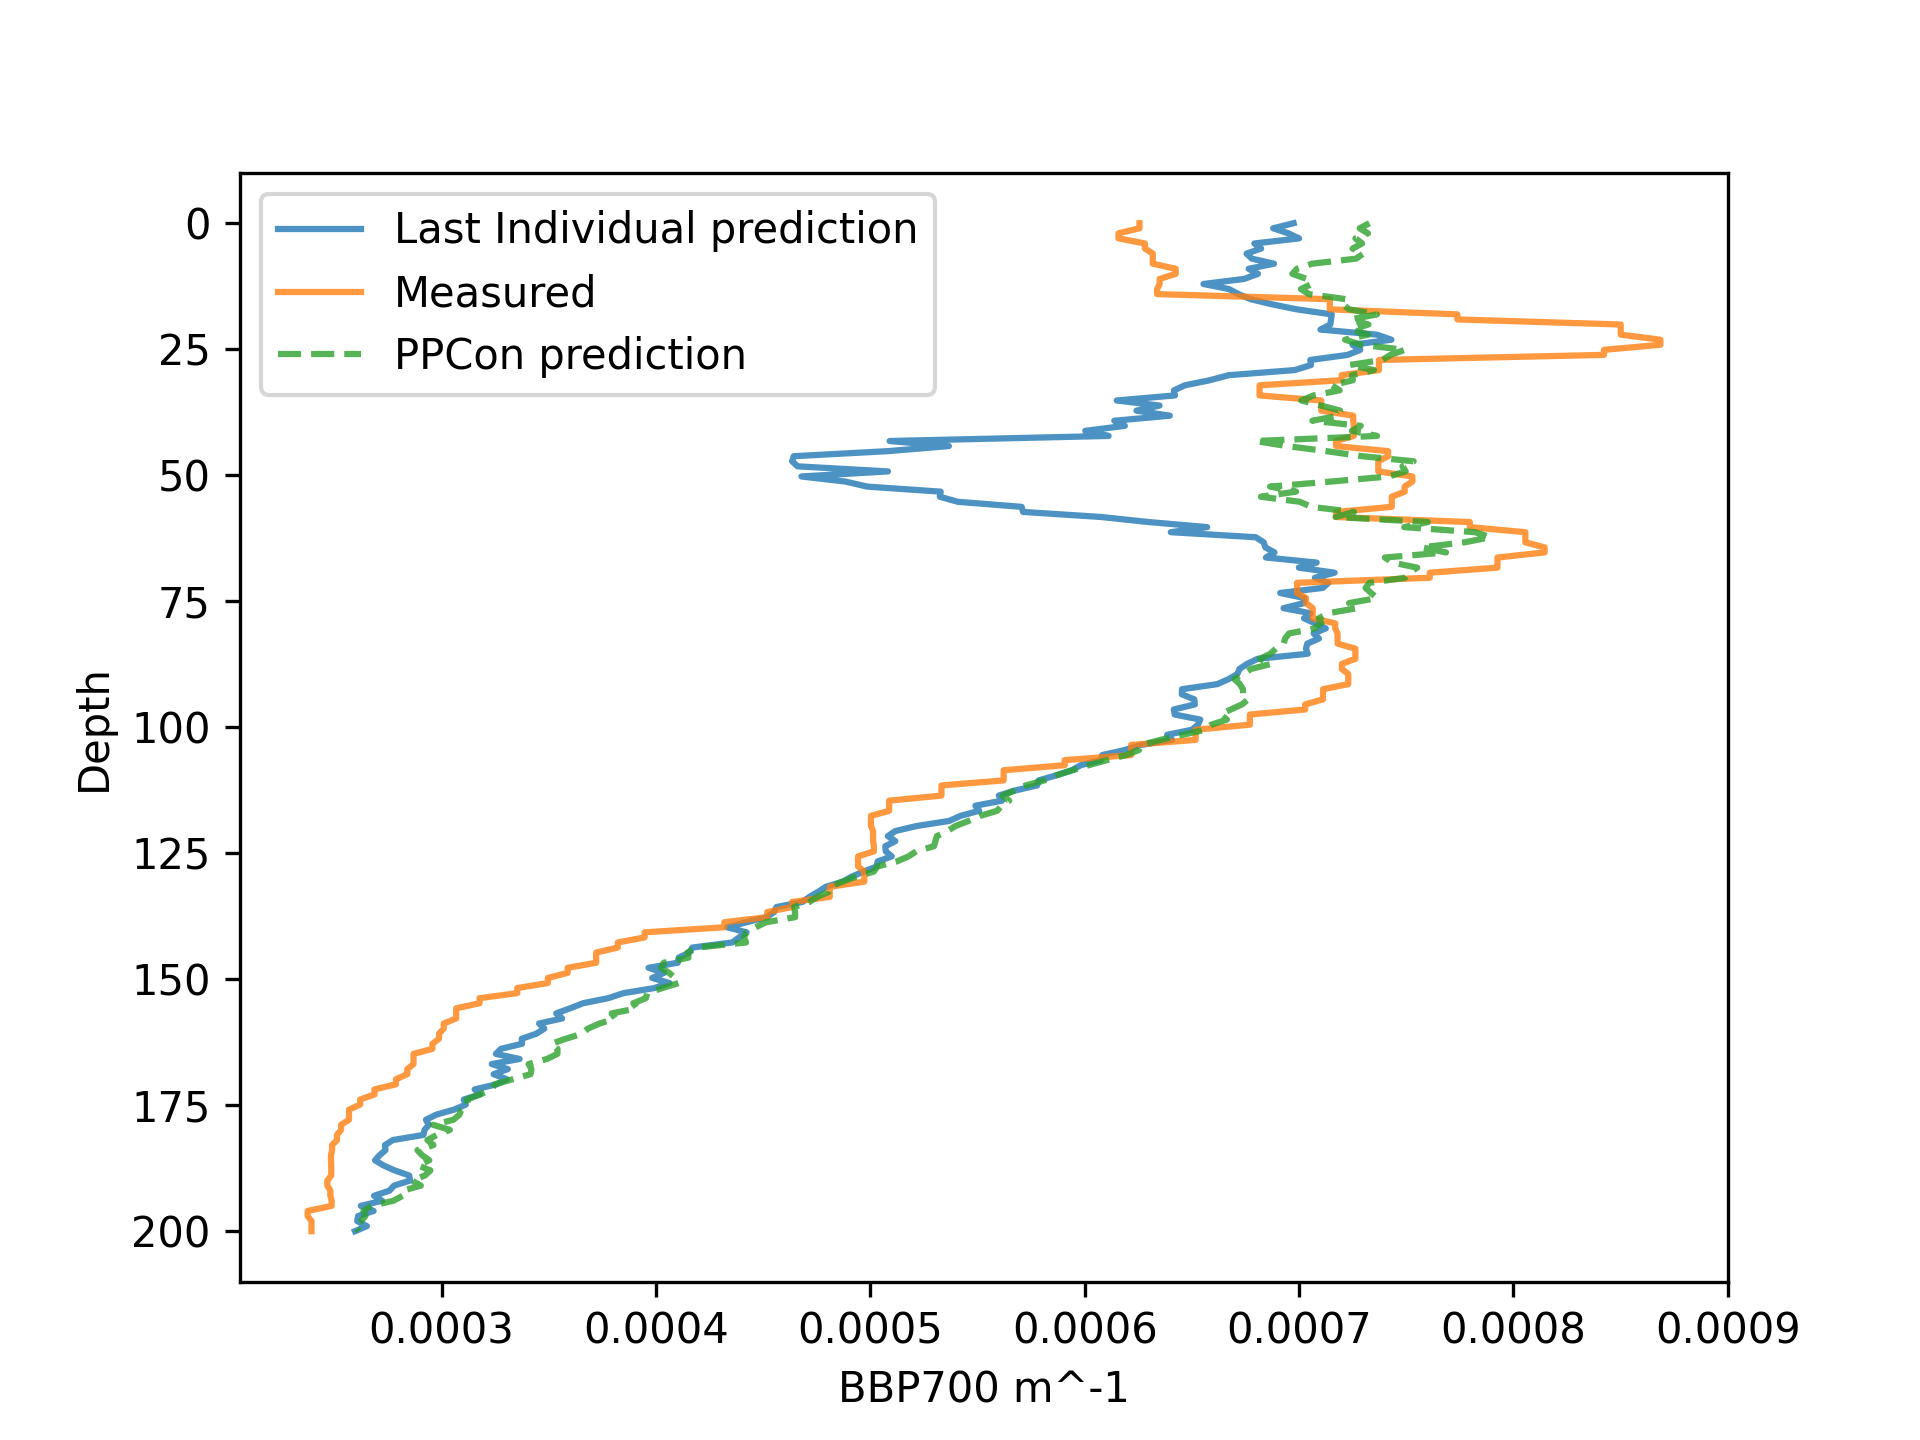 Last Individual prediction
Measured
PPCon prediction
Depth
0
25
50
75
100
125
150
175
200
0.0003 0.0004 0.0005 0.0006 0.0007 0.0008 0.0009
BBP700 m^-1